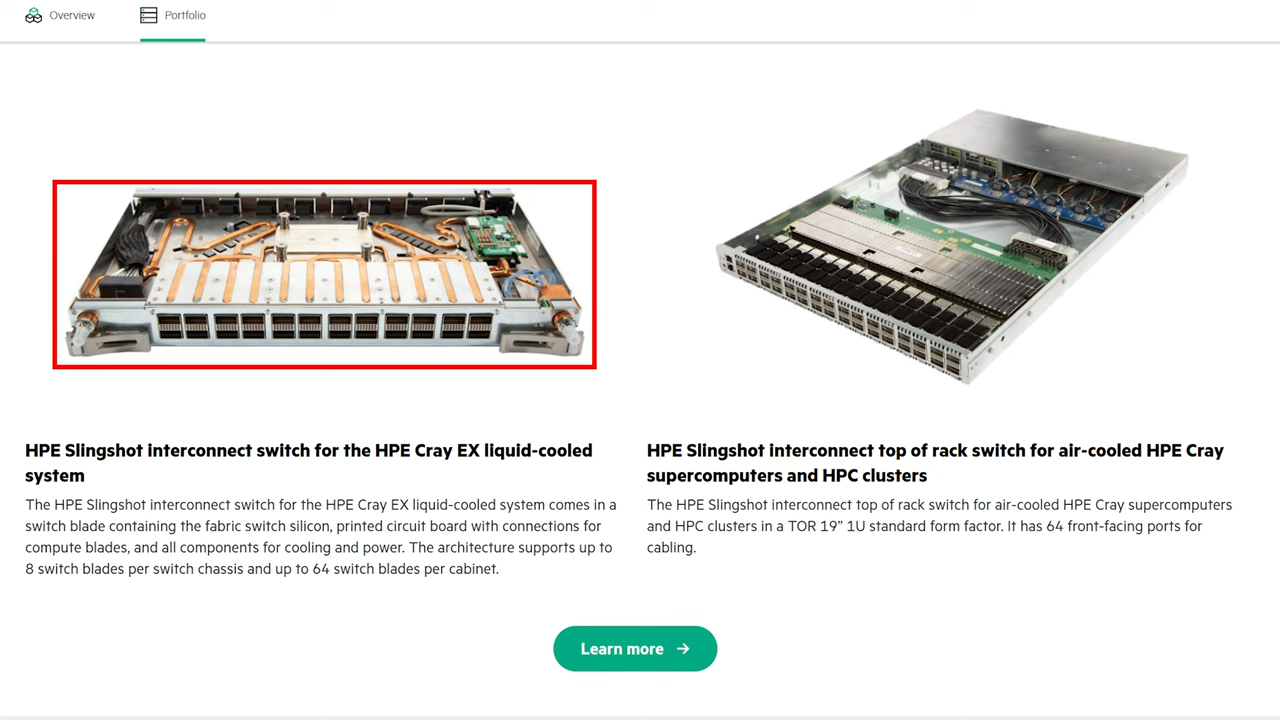 Overview
Portfolio
HPE Slingshot interconnect switch for the HPE Cray EX liquid-cooled
system
The HPE Slingshot interconnect switch for the HPE Cray EX liquid-cooled system comes in a
switch blade containing the fabric switch silicon, printed circuit board with connections for
compute blades, and all components for cooling and power. The architecture supports up to
8 switch blades per switch chassis and up to 64 switch blades per cabinet.
HPE Slingshot interconnect top of rack switch for air-cooled HPE Cray
supercomputers and HPC clusters
The HPE Slingshot interconnect top of rack switch for air-cooled HPE Cray supercomputers
and HPC clusters in a TOR 19” 1U standard form factor. It has 64 front-facing ports for
cabling.
Learn more